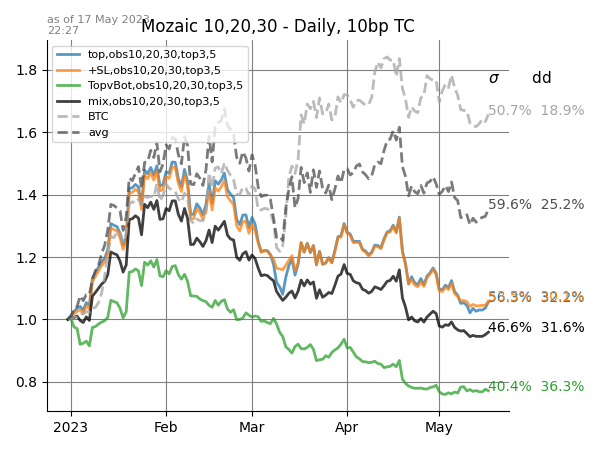 as of 17 May 2023
22:27
Mozaic 10,20,30 - Daily, 10bp TC
top,obs10,20,30,top3,5
+SL,obs10,20,30,top3,5
TopvBot,obs10,20,30,top3,5
mix,obs10,20,30,top3,5
BTC
avg
σ dd
50.7% 18.9%
59.6% 25.2%
46.6% 31.6%
40.4% 36.3%
1.8
1.6
1.4
1.2
1.0
0.8
2023 Feb Mar Apr May